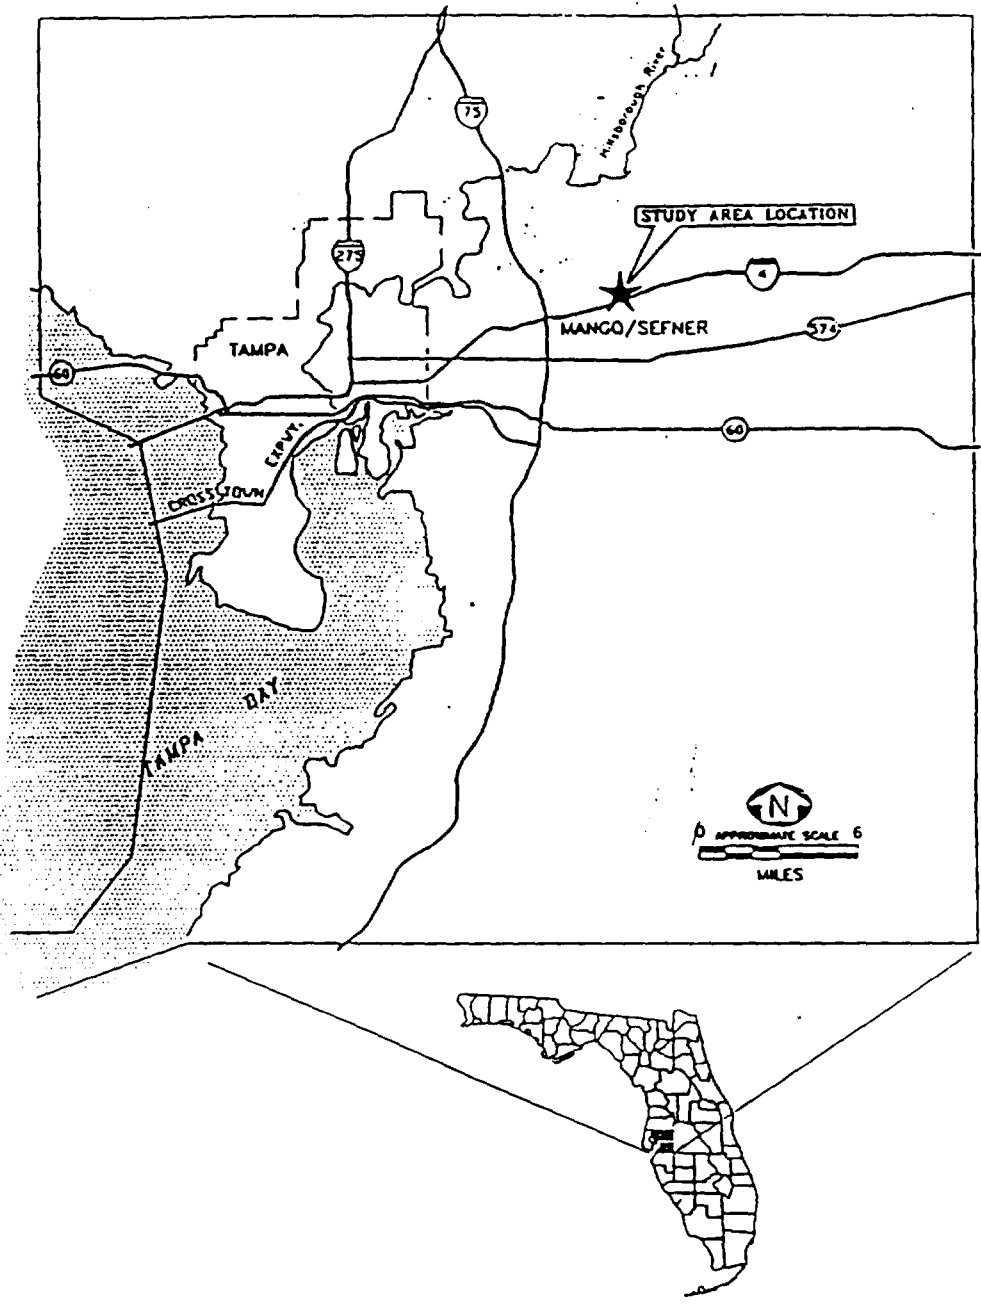 Hillsborough River
75
STUDY AREA LOCATION
275
4
MANGO/SEFNER
574
TAMPA
60
60
EXPWY.
CROSSTOWN
TAMPA BAY
N
0 APPROXIMATE SCALE 6
MILES